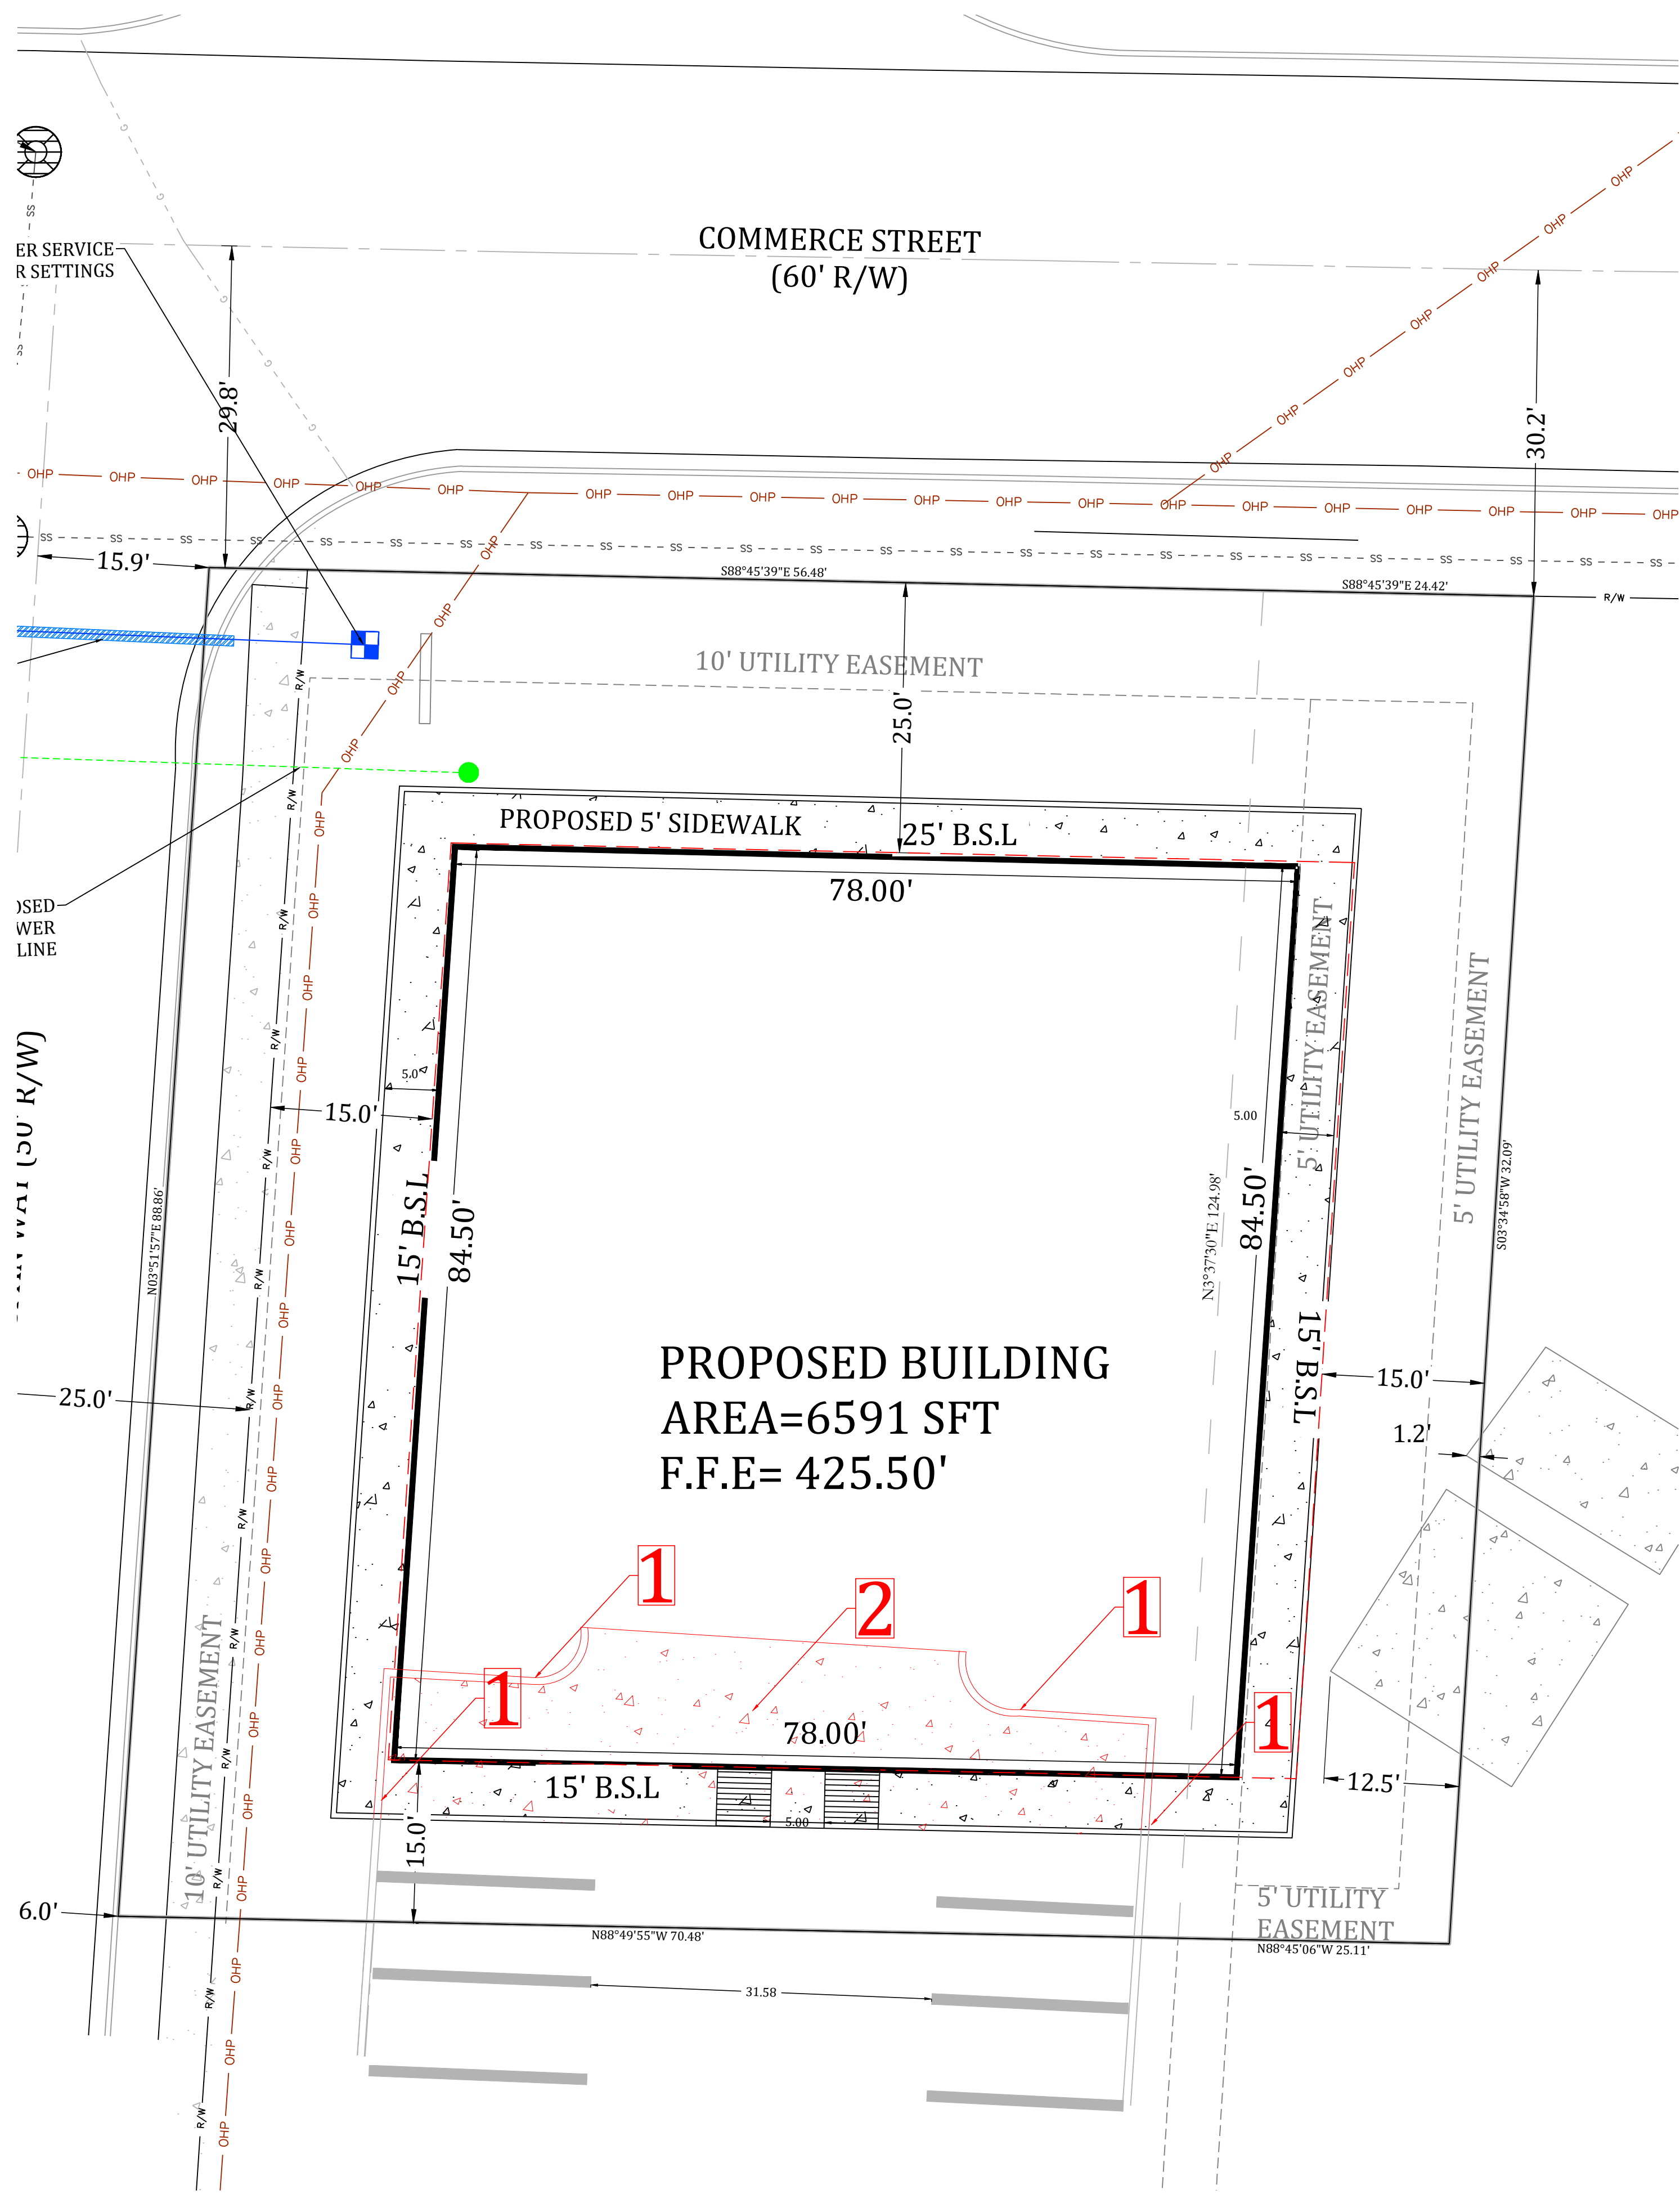 COMMERCE STREET
(60' R/W)
ER SERVICE
R SETTINGS
29.8'
30.2'
15.9'
S88°45'39"E 56.48'
S88°45'39"E 24.42'
R/W
10' UTILITY EASEMENT
25.0'
PROPOSED 5' SIDEWALK
25' B.S.L
78.00'
OSED
WER
LINE
WAY (50' R/W)
5.0
15.0'
15' B.S.L
84.50'
5.00
N3°37'30"E 124.98'
84.50'
5' UTILITY EASEMENT
5' UTILITY EASEMENT
S03°34'58"W 32.09'
N03°51'57"E 88.86'
15' B.S.L
15.0'
25.0'
1.2'
PROPOSED BUILDING
AREA=6591 SFT
F.F.E= 425.50'
1
2
1
1
1
78.00'
15' B.S.L
5.00
15.0'
12.5'
10' UTILITY EASEMENT
6.0'
5' UTILITY
EASEMENT
N88°49'55"W 70.48'
N88°45'06"W 25.11'
31.58
OHP
SS
G